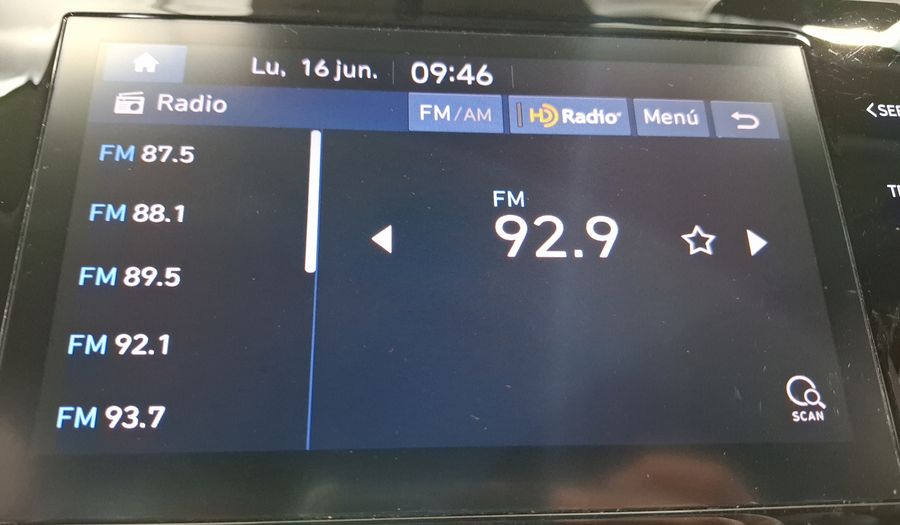 Lu, 16 jun. 09:46
Radio FM/AM HD Radio Menú
FM 87.5
FM 88.1
FM 89.5
FM 92.1
FM 93.7
FM
92.9
SCAN